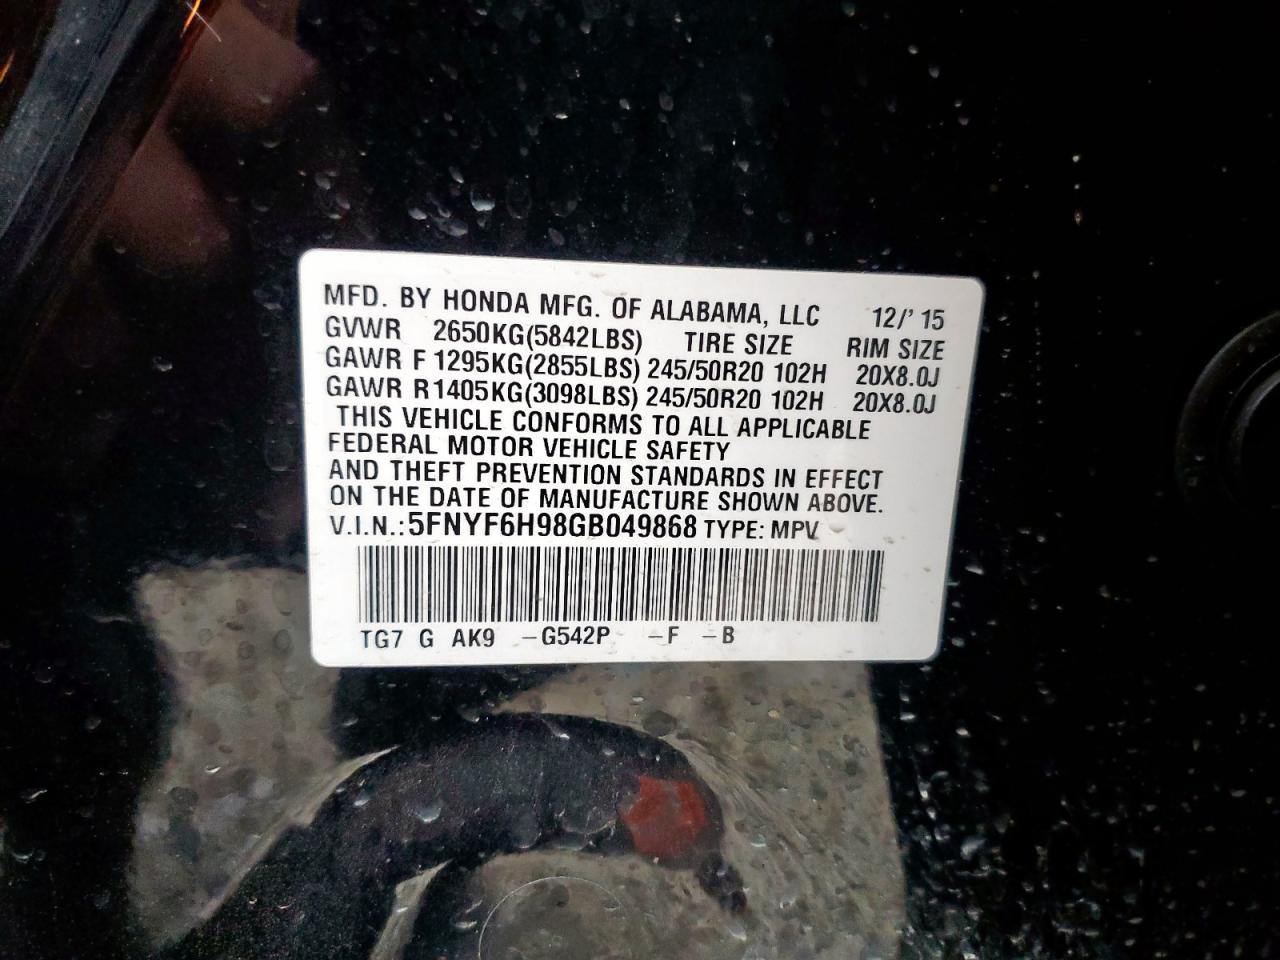 MFD. BY HONDA MFG. OF ALABAMA, LLC 12/'15
GVWR 2650KG(5842LBS) TIRE SIZE RIM SIZE
GAWR F 1295KG(2855LBS) 245/50R20 102H 20X8.0J
GAWR R1405KG(3098LBS) 245/50R20 102H 20X8.0J
THIS VEHICLE CONFORMS TO ALL APPLICABLE
FEDERAL MOTOR VEHICLE SAFETY
AND THEFT PREVENTION STANDARDS IN EFFECT
ON THE DATE OF MANUFACTURE SHOWN ABOVE.
V.I.N.: 5FNYF6H98GB049868 TYPE: MPV
TG7 G AK9 -G542P -F -B